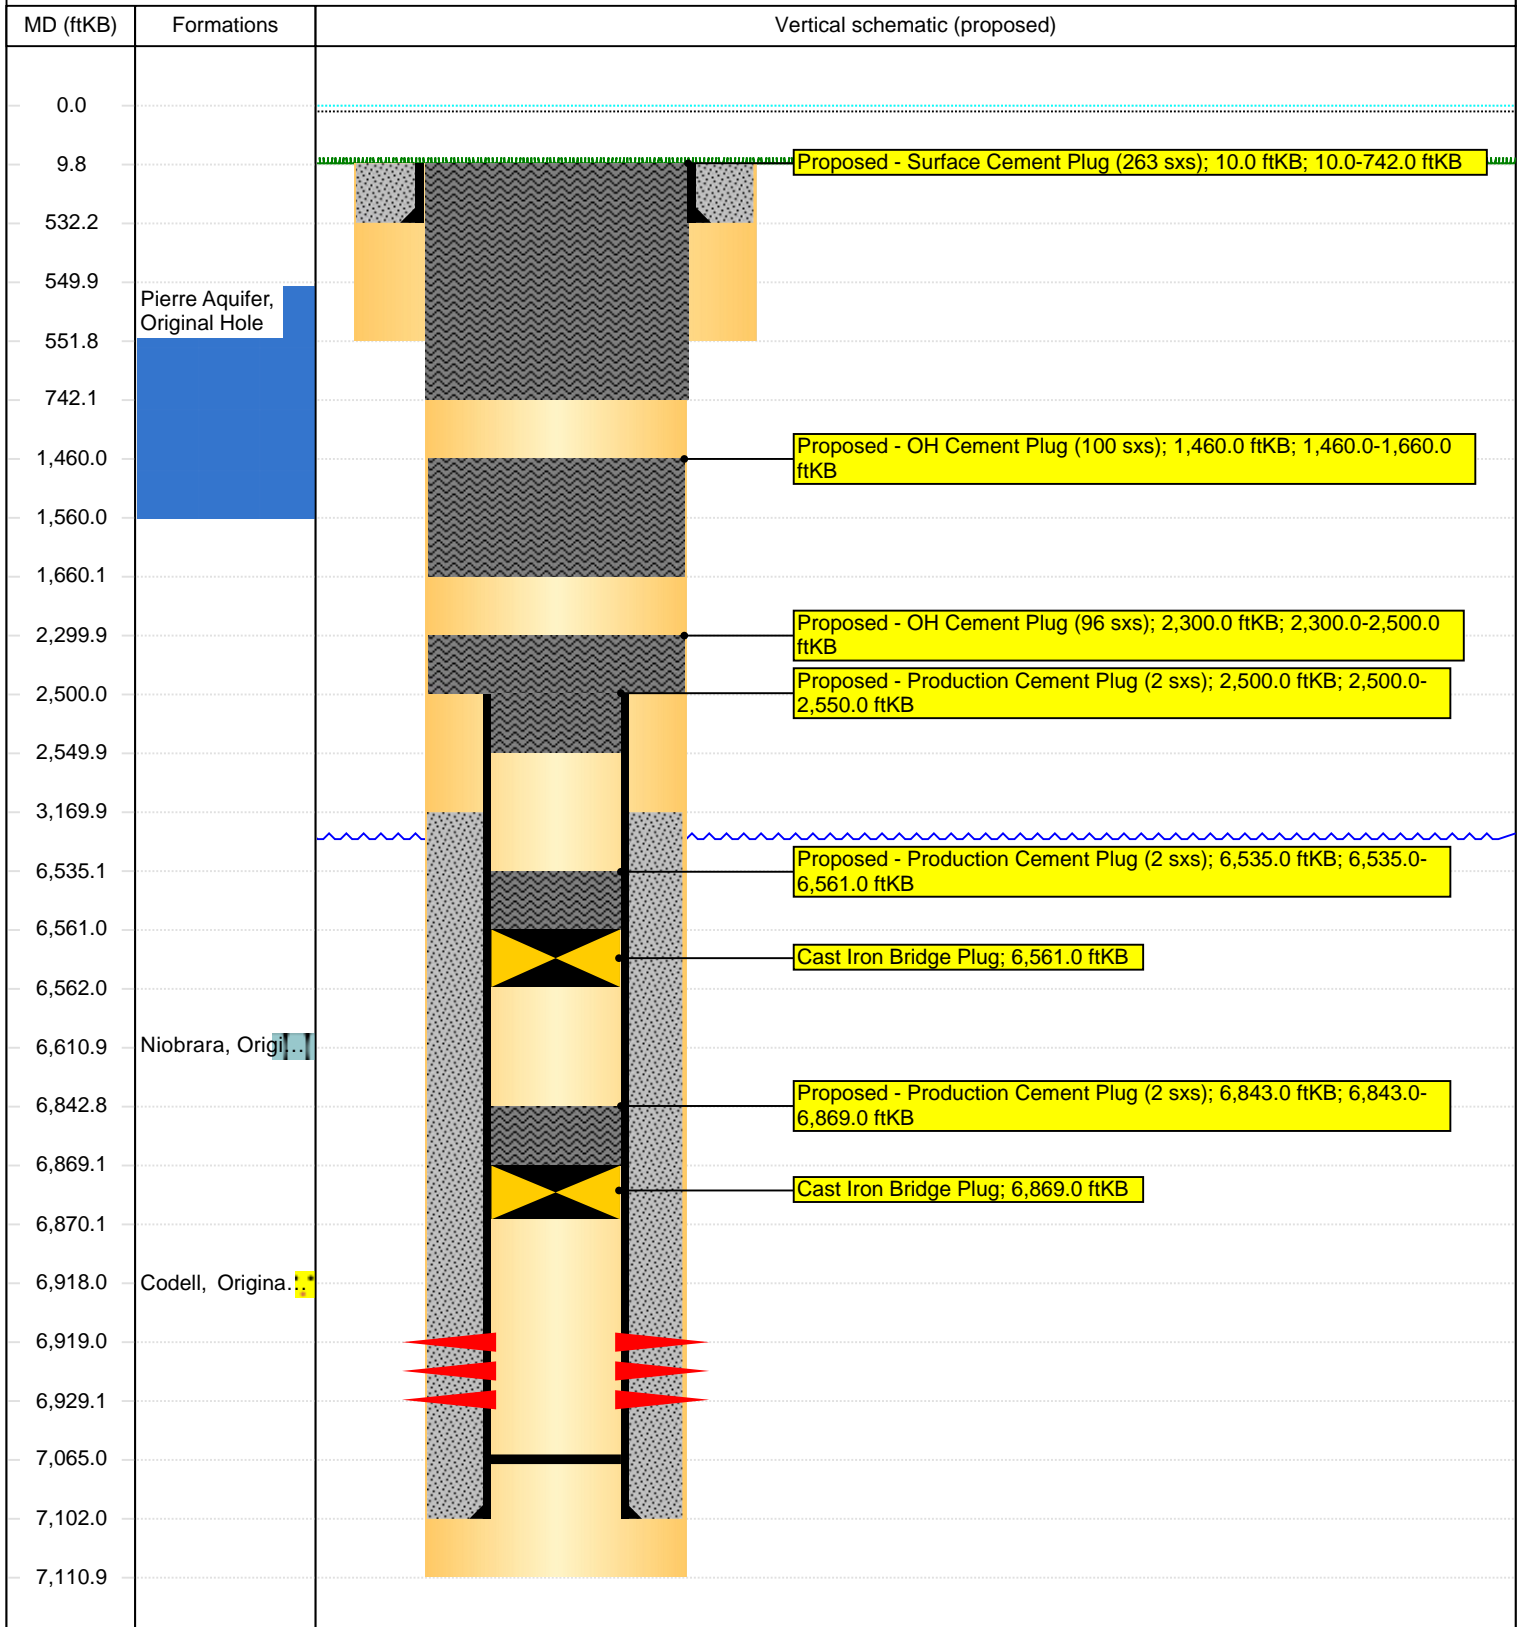 MD (ftKB)
Formations
Vertical schematic (proposed)
0.0
9.8
Proposed - Surface Cement Plug (263 sxs); 10.0 ftKB; 10.0-742.0 ftKB
532.2
549.9
Pierre Aquifer,
Original Hole
551.8
742.1
1,460.0
Proposed - OH Cement Plug (100 sxs); 1,460.0 ftKB; 1,460.0-1,660.0
ftKB
1,560.0
1,660.1
2,299.9
Proposed - OH Cement Plug (96 sxs); 2,300.0 ftKB; 2,300.0-2,500.0
ftKB
2,500.0
Proposed - Production Cement Plug (2 sxs); 2,500.0 ftKB; 2,500.0-
2,550.0 ftKB
2,549.9
3,169.9
6,535.1
Proposed - Production Cement Plug (2 sxs); 6,535.0 ftKB; 6,535.0-
6,561.0 ftKB
6,561.0
Cast Iron Bridge Plug; 6,561.0 ftKB
6,562.0
6,610.9
Niobrara, Origi...
6,842.8
Proposed - Production Cement Plug (2 sxs); 6,843.0 ftKB; 6,843.0-
6,869.0 ftKB
6,869.1
Cast Iron Bridge Plug; 6,869.0 ftKB
6,870.1
6,918.0
Codell, Origina...
6,919.0
6,929.1
7,065.0
7,102.0
7,110.9